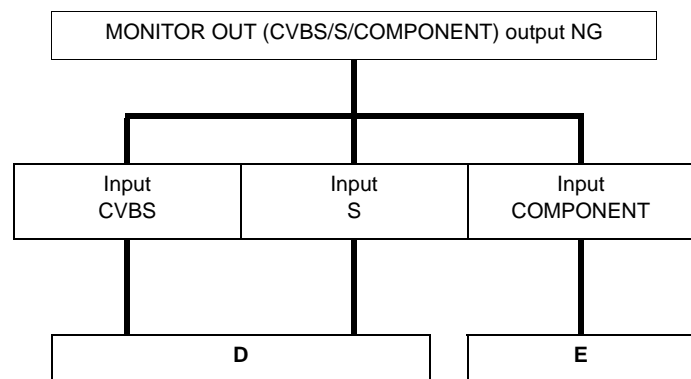 MONITOR OUT (CVBS/S/COMPONENT) output NG
Input
CVBS
Input
S
Input
COMPONENT
D
E